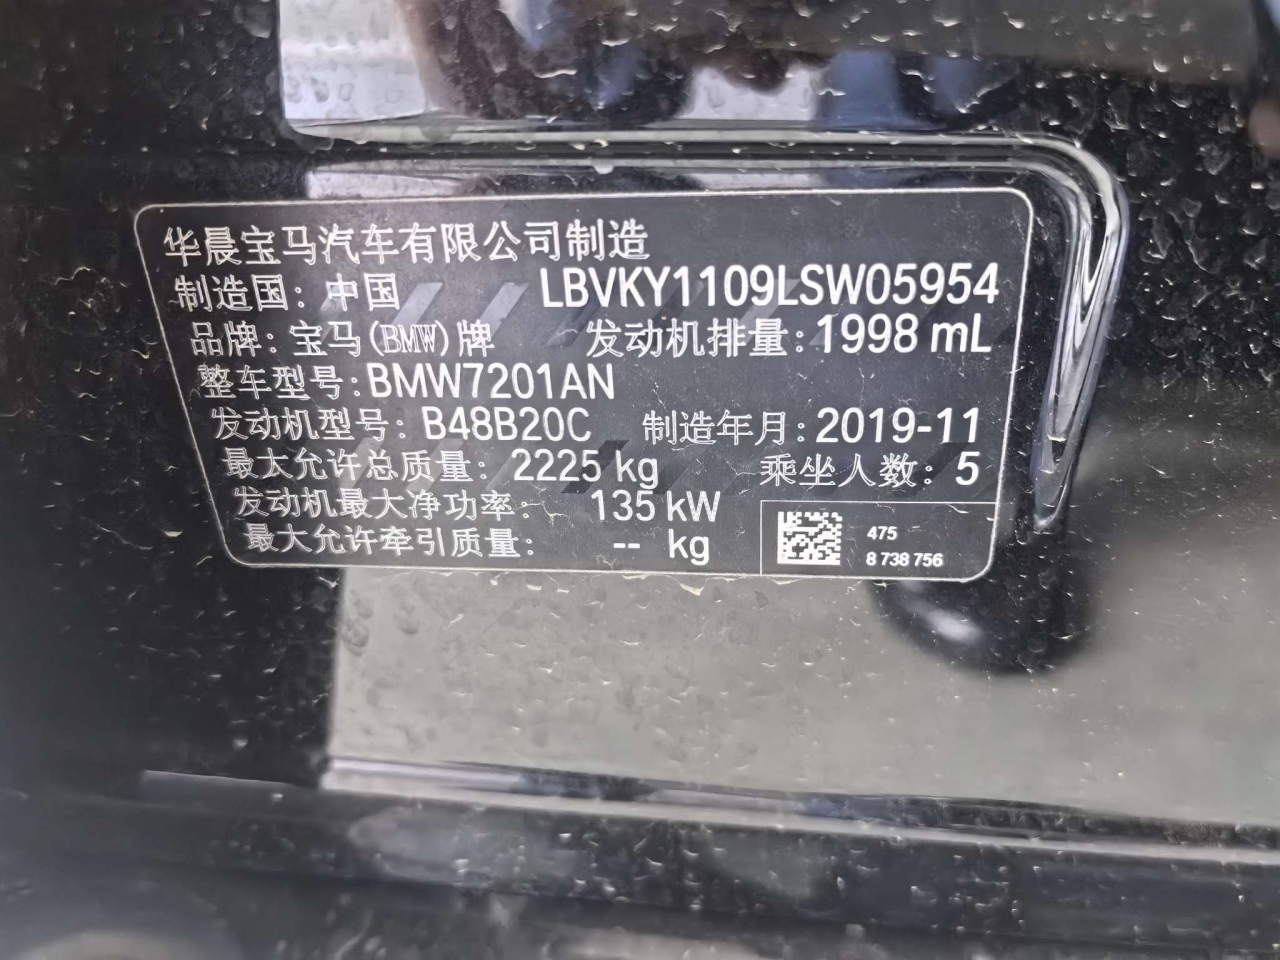 华晨宝马汽车有限公司制造
制造国：中国 LBVKY1109LSW05954
品牌：宝马(BMW)牌 发动机排量：1998 mL
整车型号：BMW7201AN
发动机型号：B48B20C 制造年月：2019-11
最大允许总质量：2225 kg 乘坐人数：5
发动机最大净功率：135 kW
最大允许牵引质量：-- kg
475
8 738 756